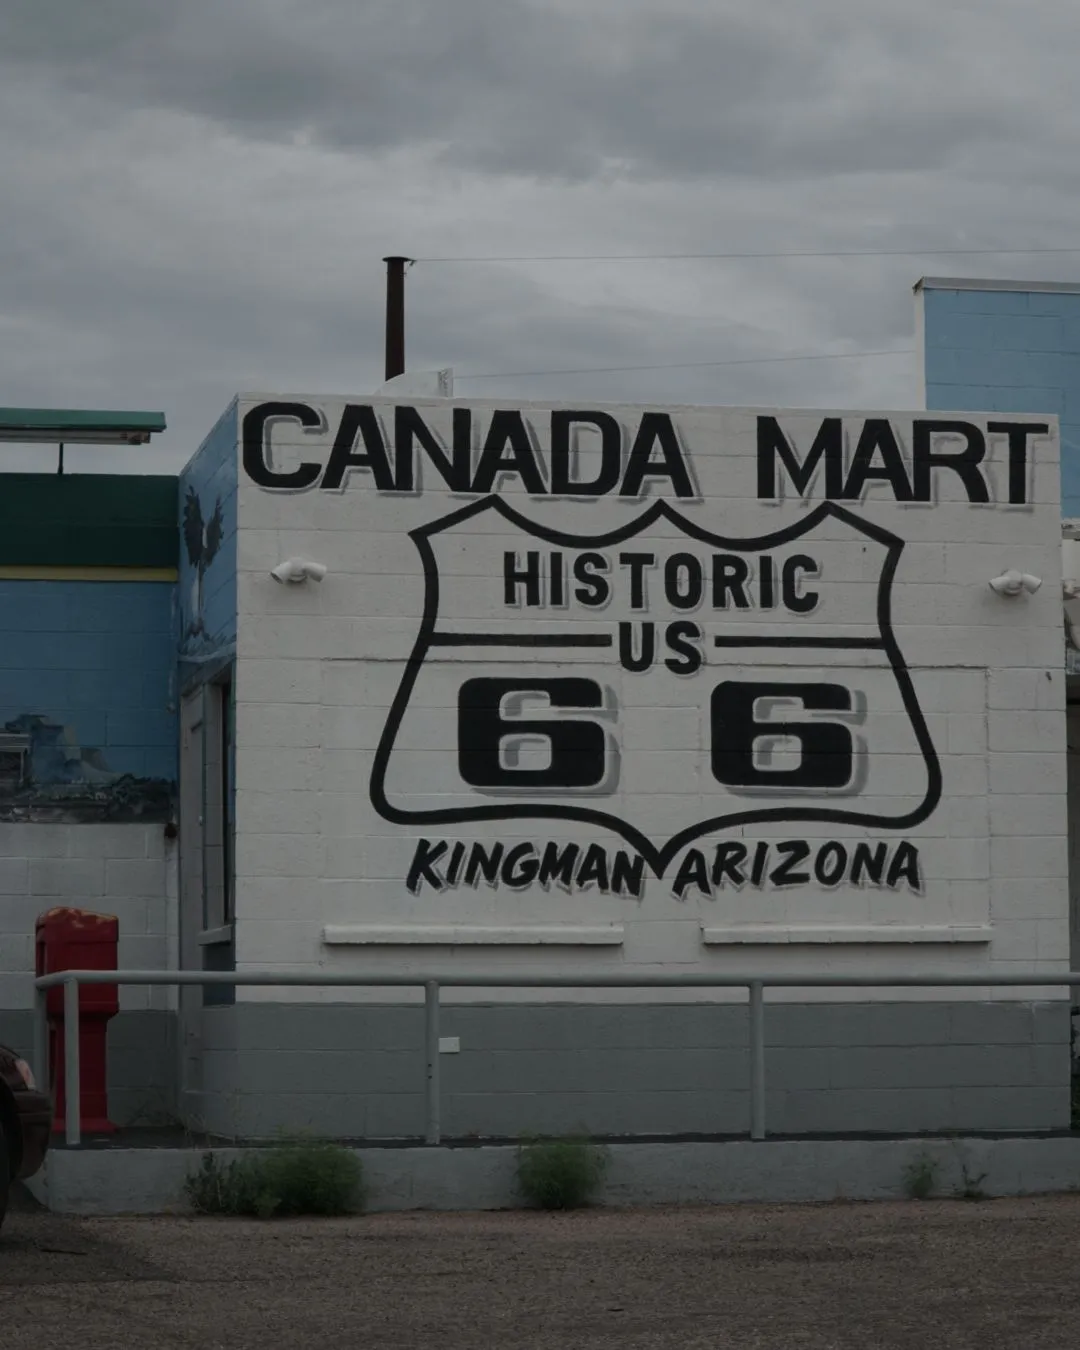 CANADA MART
HISTORIC
US
66
KINGMAN ARIZONA